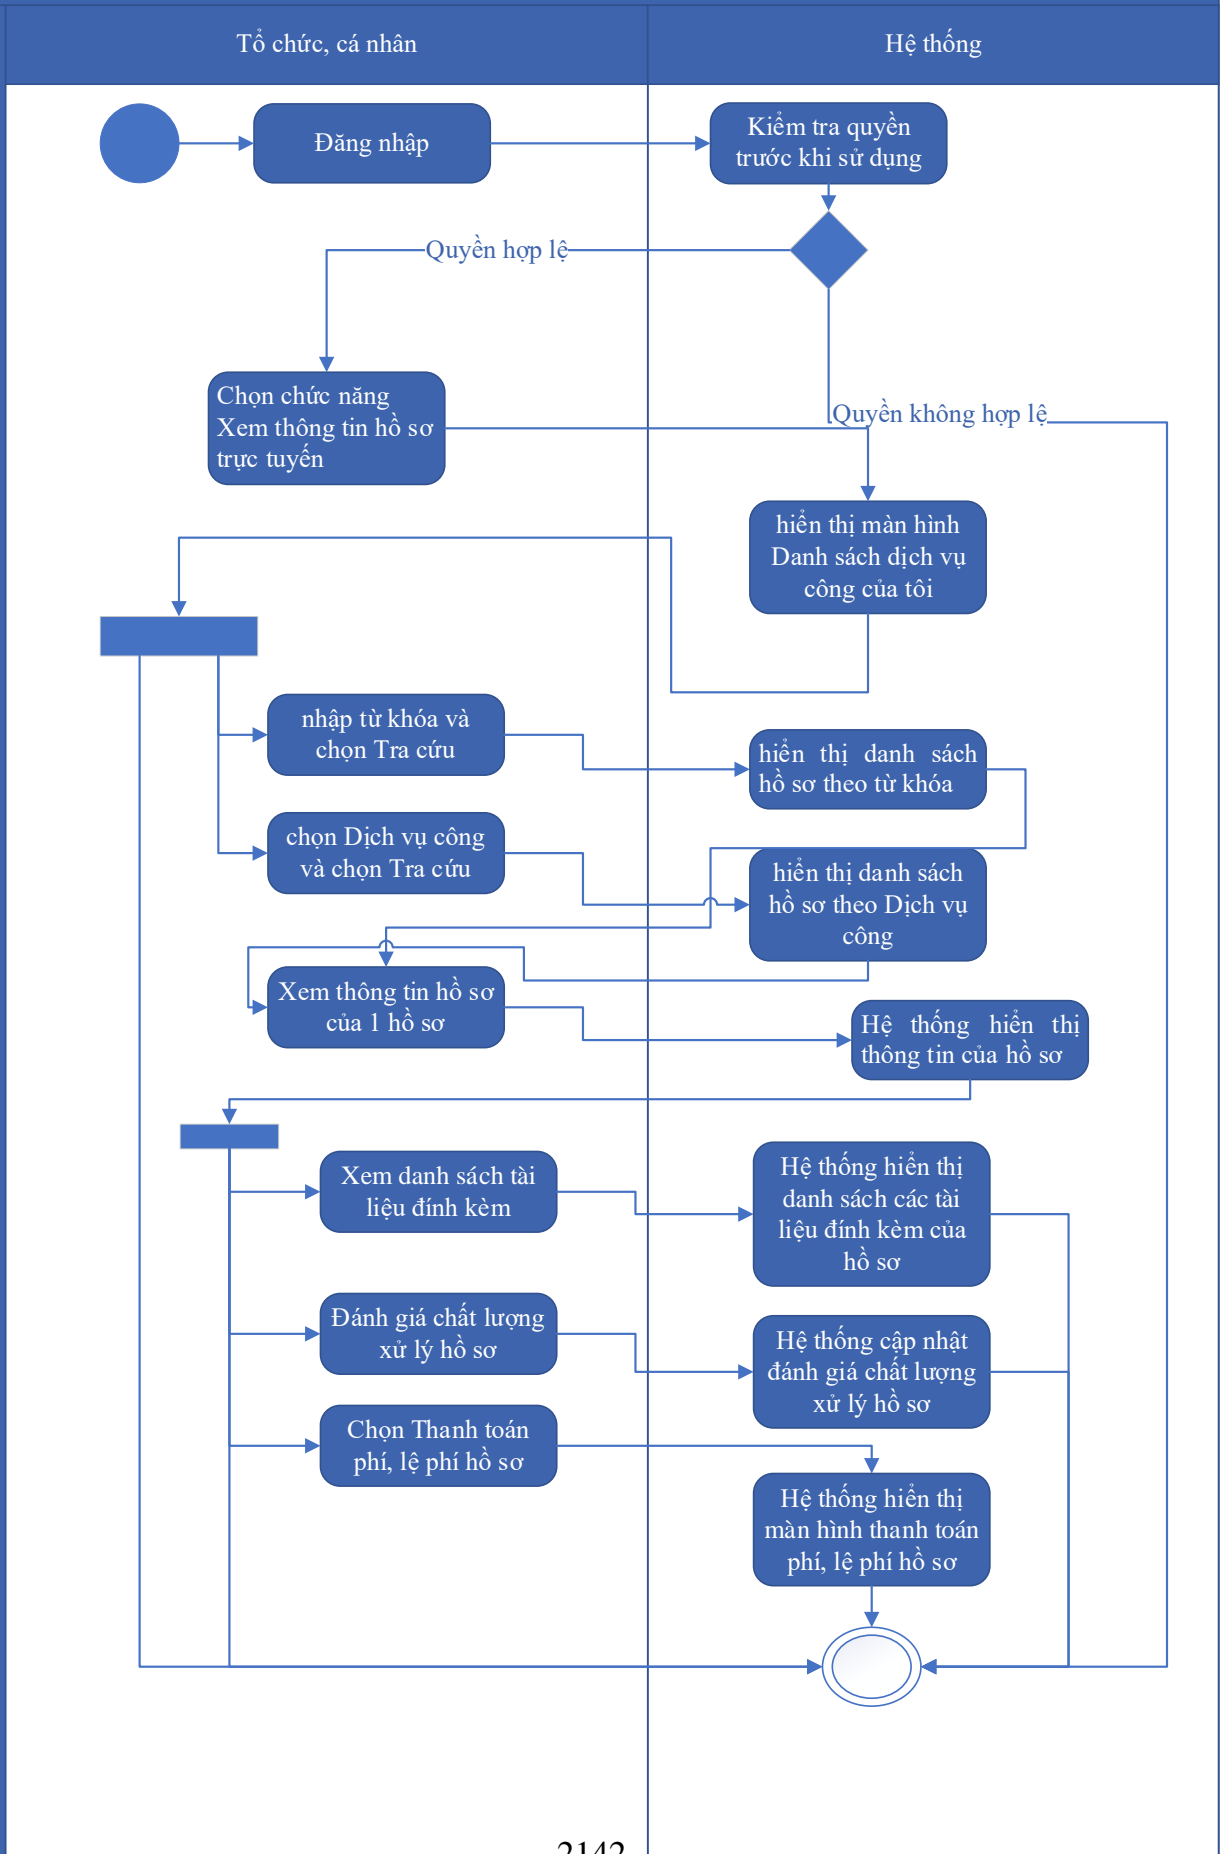 Tổ chức, cá nhân
Hệ thống
Đăng nhập
Kiểm tra quyền
trước khi sử dụng
Quyền hợp lệ
Chọn chức năng
Xem thông tin hồ sơ
trực tuyến
Quyền không hợp lệ
hiển thị màn hình
Danh sách dịch vụ
công của tôi
nhập từ khóa và
chọn Tra cứu
hiển thị danh sách
hồ sơ theo từ khóa
chọn Dịch vụ công
và chọn Tra cứu
hiển thị danh sách
hồ sơ theo Dịch vụ
công
Xem thông tin hồ sơ
của 1 hồ sơ
Hệ thống hiển thị
thông tin của hồ sơ
Xem danh sách tài
liệu đính kèm
Hệ thống hiển thị
danh sách các tài
liệu đính kèm của
hồ sơ
Đánh giá chất lượng
xử lý hồ sơ
Hệ thống cập nhật
đánh giá chất lượng
xử lý hồ sơ
Chọn Thanh toán
phí, lệ phí hồ sơ
Hệ thống hiển thị
màn hình thanh toán
phí, lệ phí hồ sơ
2142